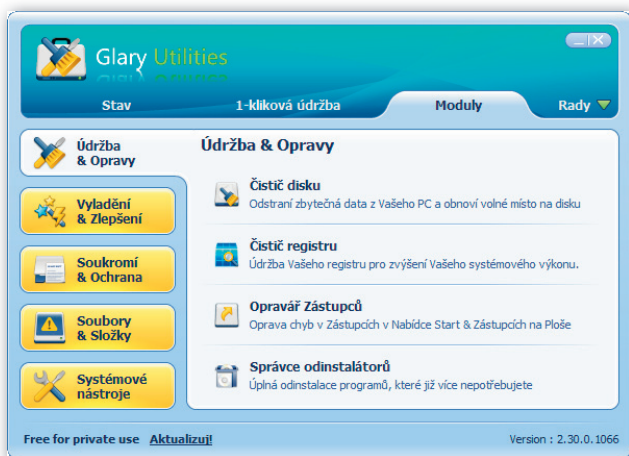 Glary Utilities
Stav
1-kliková údržba
Moduly
Rady
Údržba
& Opravy
Vyladění
& Zlepšení
Soukromí
& Ochrana
Soubory
& Složky
Systémové
nástroje
Údržba & Opravy
Čistič disku
Odstraní zbytečná data z Vašeho PC a obnoví volné místo na disku
Čistič registru
Údržba Vašeho registru pro zvýšení Vašeho systémového výkonu.
Opravář Zástupců
Oprava chyb v Zástupcích v Nabídce Start & Zástupcích na Ploše
Správce odinstalátorů
Úplná odinstalace programů, které již více nepotřebujete
Free for private use Aktualizuj!
Version : 2.30.0.1066